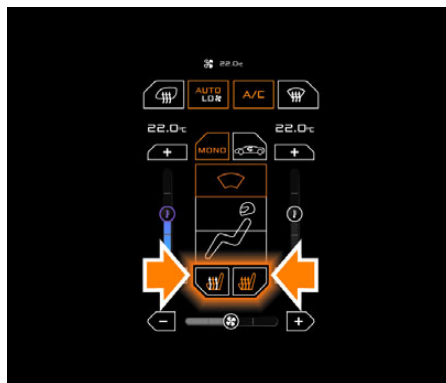 22.0c
AUTO
LO
A/C
22.0c
22.0c
+
MONO
+
-
+